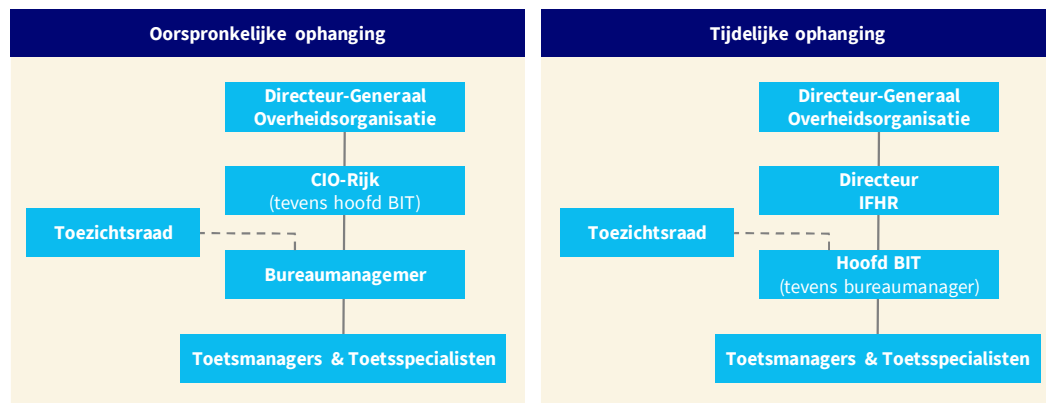 Oorspronkelijke ophanging
Directeur-Generaal
Overheidsorganisatie
CIO-Rijk
(tevens hoofd BIT)
Toezichtsraad
Bureaumanagemer
Toetsmanagers & Toetsspecialisten
Tijdelijke ophanging
Directeur-Generaal
Overheidsorganisatie
Directeur
IFHR
Toezichtsraad
Hoofd BIT
(tevens bureaumanager)
Toetsmanagers & Toetsspecialisten